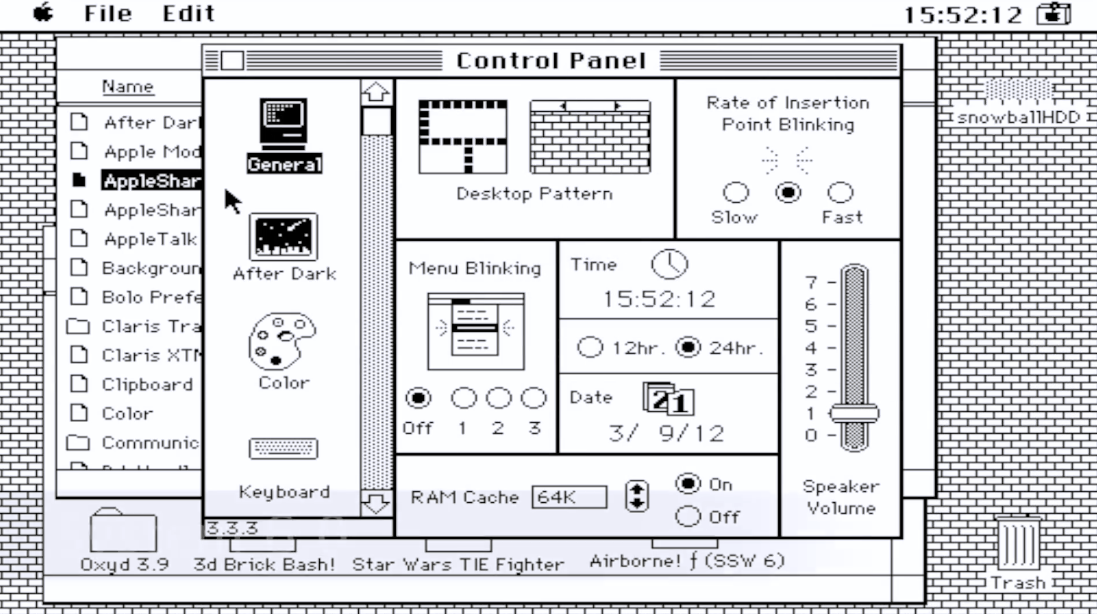 File Edit 15:52:12
Control Panel
Name
After Dar
Apple Mod
AppleShar
AppleShar
AppleTalk
Backgroun
Bolo Prefe
Claris Tra
Claris XTN
Clipboard
Color
Communic
General
After Dark
Color
Keyboard
3.3.3
Desktop Pattern
Rate of Insertion
Point Blinking
Slow Fast
Menu Blinking
Off 1 2 3
Time
15:52:12
12hr. 24hr.
Date
21
3/ 9/12
RAM Cache 64K
On
Off
7
6
5
4
3
2
1
0
Speaker
Volume
snowballHDD
Oxyd 3.9 3d Brick Bash! Star Wars TIE Fighter Airborne! ƒ (SSW 6)
Trash